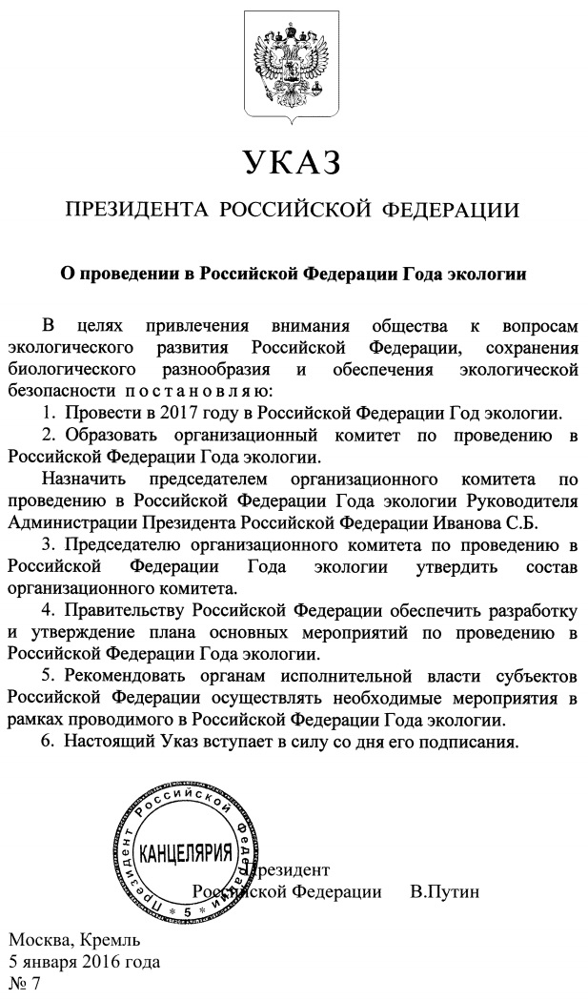 УКАЗ
ПРЕЗИДЕНТА РОССИЙСКОЙ ФЕДЕРАЦИИ
О проведении в Российской Федерации Года экологии
В целях привлечения внимания общества к вопросам
экологического развития Российской Федерации, сохранения
биологического разнообразия и обеспечения экологической
безопасности п о с т а н о в л я ю:
1. Провести в 2017 году в Российской Федерации Год экологии.
2. Образовать организационный комитет по проведению в
Российской Федерации Года экологии.
Назначить председателем организационного комитета по
проведению в Российской Федерации Года экологии Руководителя
Администрации Президента Российской Федерации Иванова С.Б.
3. Председателю организационного комитета по проведению в
Российской Федерации Года экологии утвердить состав
организационного комитета.
4. Правительству Российской Федерации обеспечить разработку
и утверждение плана основных мероприятий по проведению в
Российской Федерации Года экологии.
5. Рекомендовать органам исполнительной власти субъектов
Российской Федерации осуществлять необходимые мероприятия в
рамках проводимого в Российской Федерации Года экологии.
6. Настоящий Указ вступает в силу со дня его подписания.
Президент Российской Федерации
* 5 *
КАНЦЕЛЯРИЯ
Президент
Российской Федерации В.Путин
Москва, Кремль
5 января 2016 года
№ 7